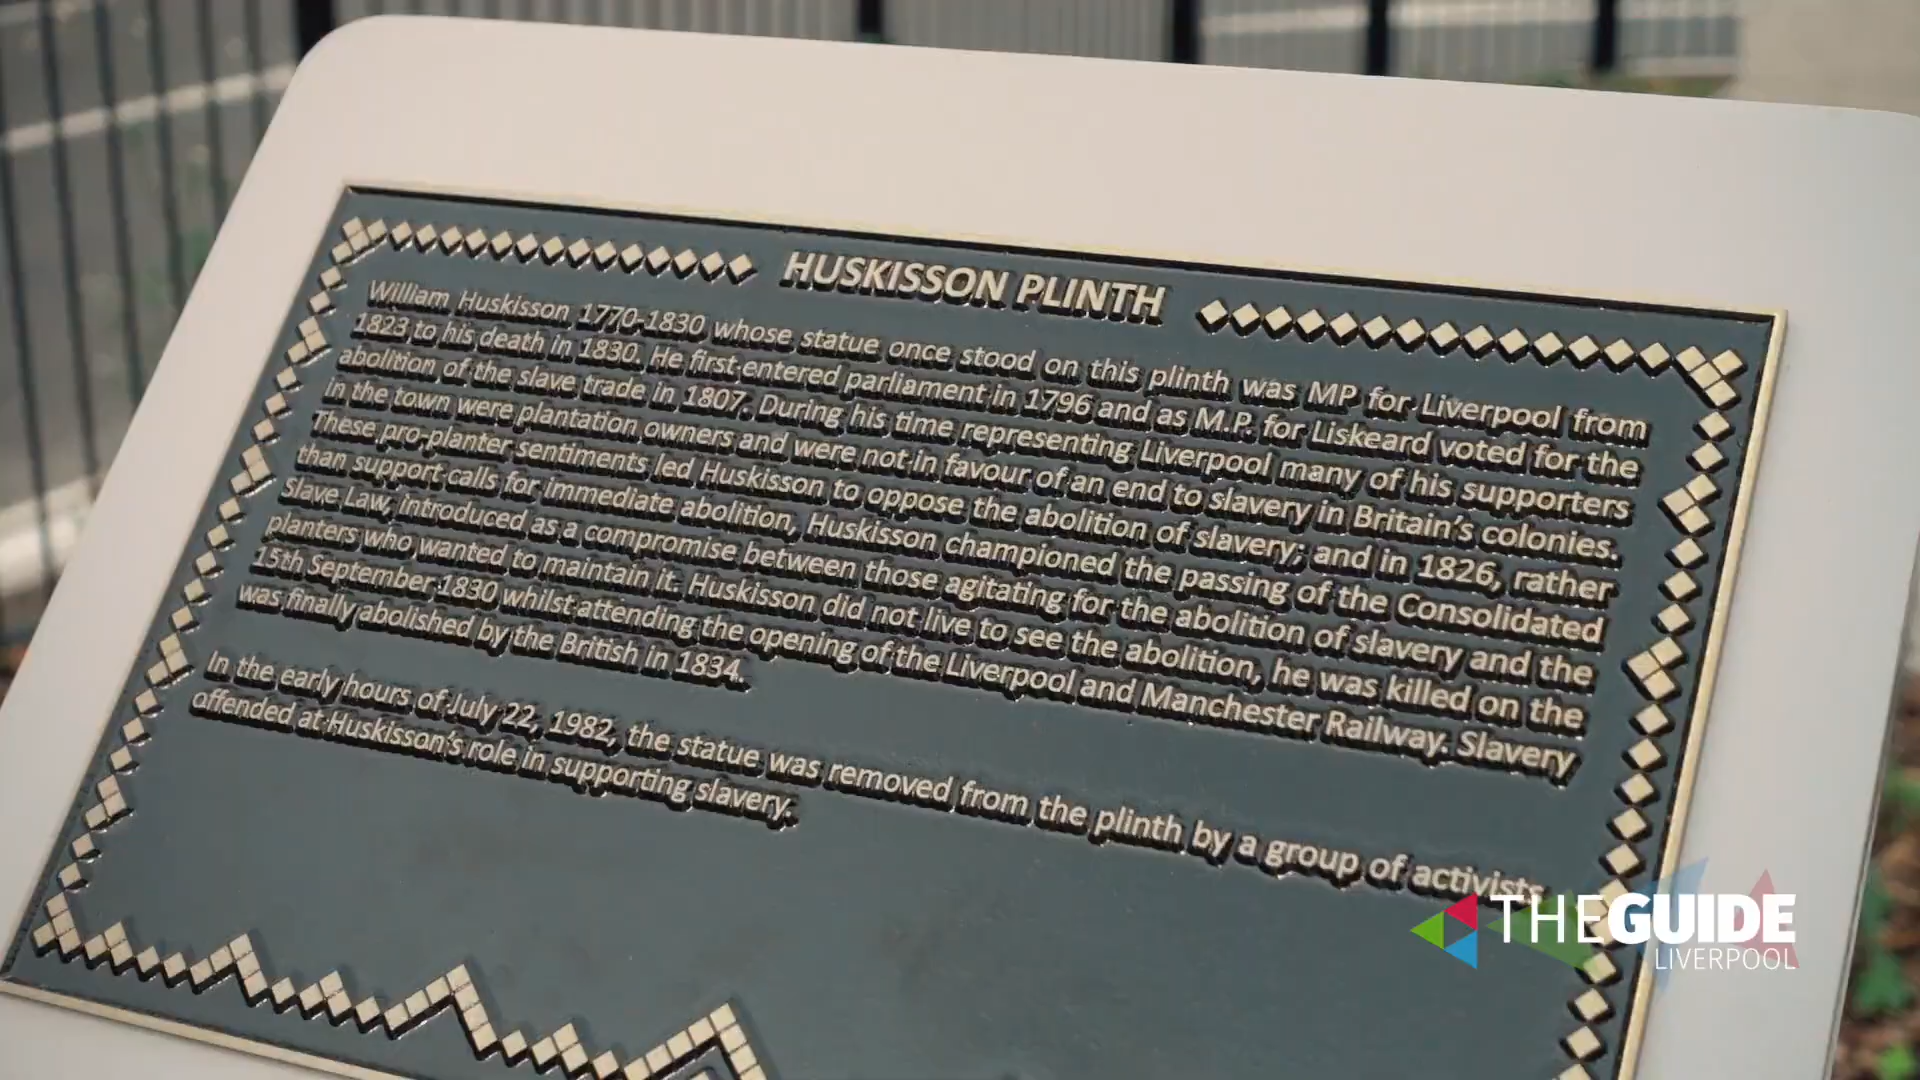 HUSKISSON PLINTH
William Huskisson 1770-1830 whose statue once stood on this plinth was MP for Liverpool from
1823 to his death in 1830. He first entered parliament in 1796 and as M.P. for Liskeard voted for the
abolition of the slave trade in 1807. During his time representing Liverpool many of his supporters
in the town were plantation owners and were not in favour of an end to slavery in Britain's colonies.
These pro-planter sentiments led Huskisson to oppose the abolition of slavery; and in 1826, rather
than support calls for immediate abolition, Huskisson championed the passing of the Consolidated
Slave Law, introduced as a compromise between those agitating for the abolition of slavery and the
planters who wanted to maintain it. Huskisson did not live to see the abolition, he was killed on the
15th September 1830 whilst attending the opening of the Liverpool and Manchester Railway. Slavery
was finally abolished by the British in 1834.
In the early hours of July 22, 1982, the statue was removed from the plinth by a group of activists
offended at Huskisson's role in supporting slavery.
THEGUIDE
LIVERPOOL